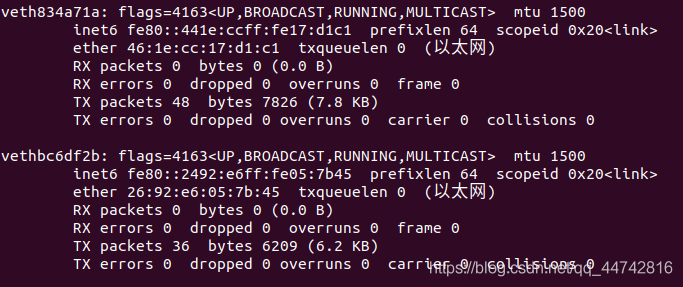 veth834a71a: flags=4163<UP,BROADCAST,RUNNING,MULTICAST>  mtu 1500
        inet6 fe80::441e:ccff:fe17:d1c1  prefixlen 64  scopeid 0x20<link>
        ether 46:1e:cc:17:d1:c1  txqueuelen 0  (以太网)
        RX packets 0  bytes 0 (0.0 B)
        RX errors 0  dropped 0  overruns 0  frame 0
        TX packets 48  bytes 7826 (7.8 KB)
        TX errors 0  dropped 0 overruns 0  carrier 0  collisions 0

vethbc6df2b: flags=4163<UP,BROADCAST,RUNNING,MULTICAST>  mtu 1500
        inet6 fe80::2492:e6ff:fe05:7b45  prefixlen 64  scopeid 0x20<link>
        ether 26:92:e6:05:7b:45  txqueuelen 0  (以太网)
        RX packets 0  bytes 0 (0.0 B)
        RX errors 0  dropped 0  overruns 0  frame 0
        TX packets 36  bytes 6209 (6.2 KB)
        TX errors 0  dropped 0 overruns 0  carrier 0  collisions 0
https://blog.csdn.net/qq_44742816